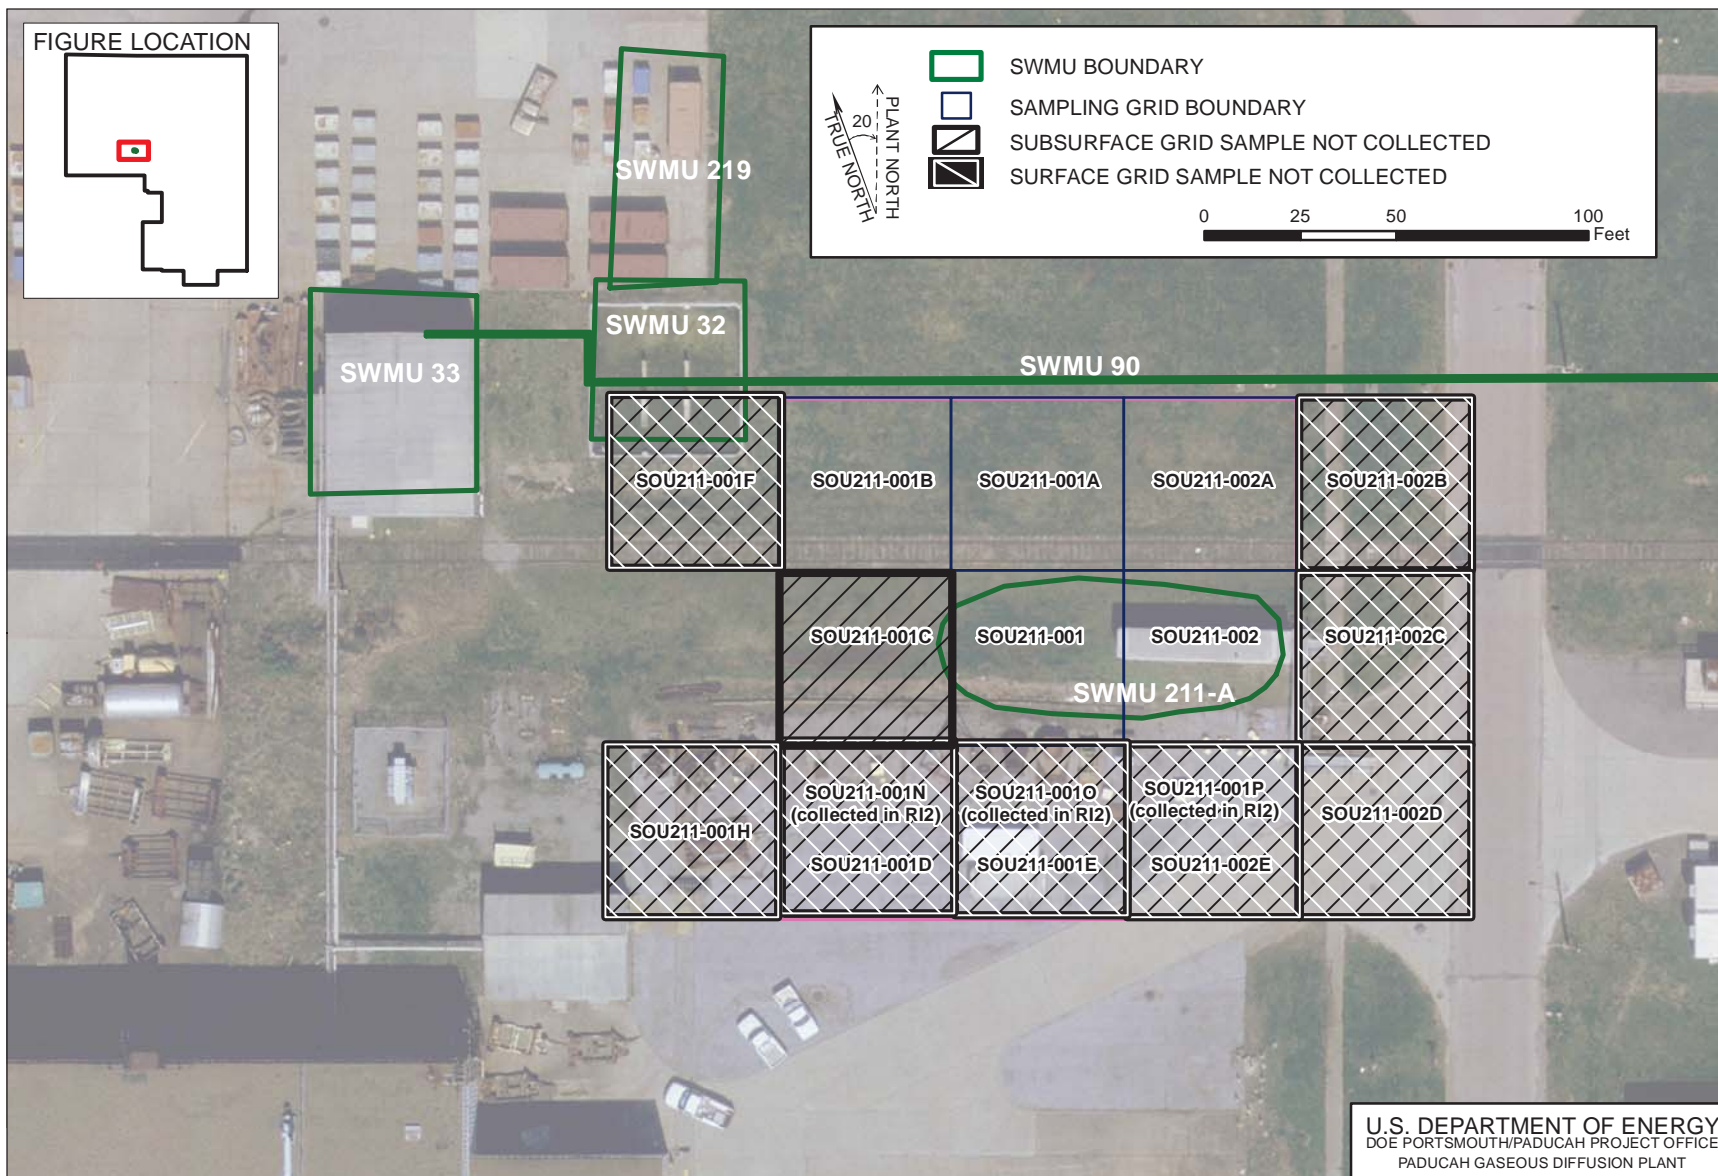 FIGURE LOCATION
SWMU BOUNDARY
SAMPLING GRID BOUNDARY
SUBSURFACE GRID SAMPLE NOT COLLECTED
SURFACE GRID SAMPLE NOT COLLECTED
TRUE NORTH
20
PLANT NORTH
0 25 50 100
Feet
SWMU 219
SWMU 32
SWMU 33
SWMU 90
SOU211-001F
SOU211-001B
SOU211-001A
SOU211-002A
SOU211-002B
SOU211-001C
SOU211-001
SOU211-002
SOU211-002C
SWMU 211-A
SOU211-001H
SOU211-001N
(collected in RI2)
SOU211-001D
SOU211-001O
(collected in RI2)
SOU211-001E
SOU211-001P
(collected in RI2)
SOU211-002E
SOU211-002D
U.S. DEPARTMENT OF ENERGY
DOE PORTSMOUTH/PADUCAH PROJECT OFFICE
PADUCAH GASEOUS DIFFUSION PLANT